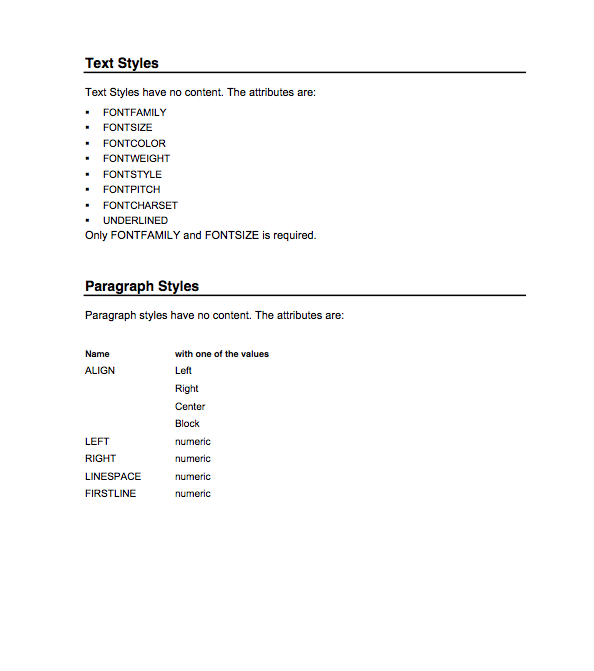 Text Styles
Text Styles have no content. The attributes are:
▪ FONTFAMILY
▪ FONTSIZE
▪ FONTCOLOR
▪ FONTWEIGHT
▪ FONTSTYLE
▪ FONTPITCH
▪ FONTCHARSET
▪ UNDERLINED
Only FONTFAMILY and FONTSIZE is required.
Paragraph Styles
Paragraph styles have no content. The attributes are:
Name with one of the values
ALIGN Left
Right
Center
Block
LEFT numeric
RIGHT numeric
LINESPACE numeric
FIRSTLINE numeric